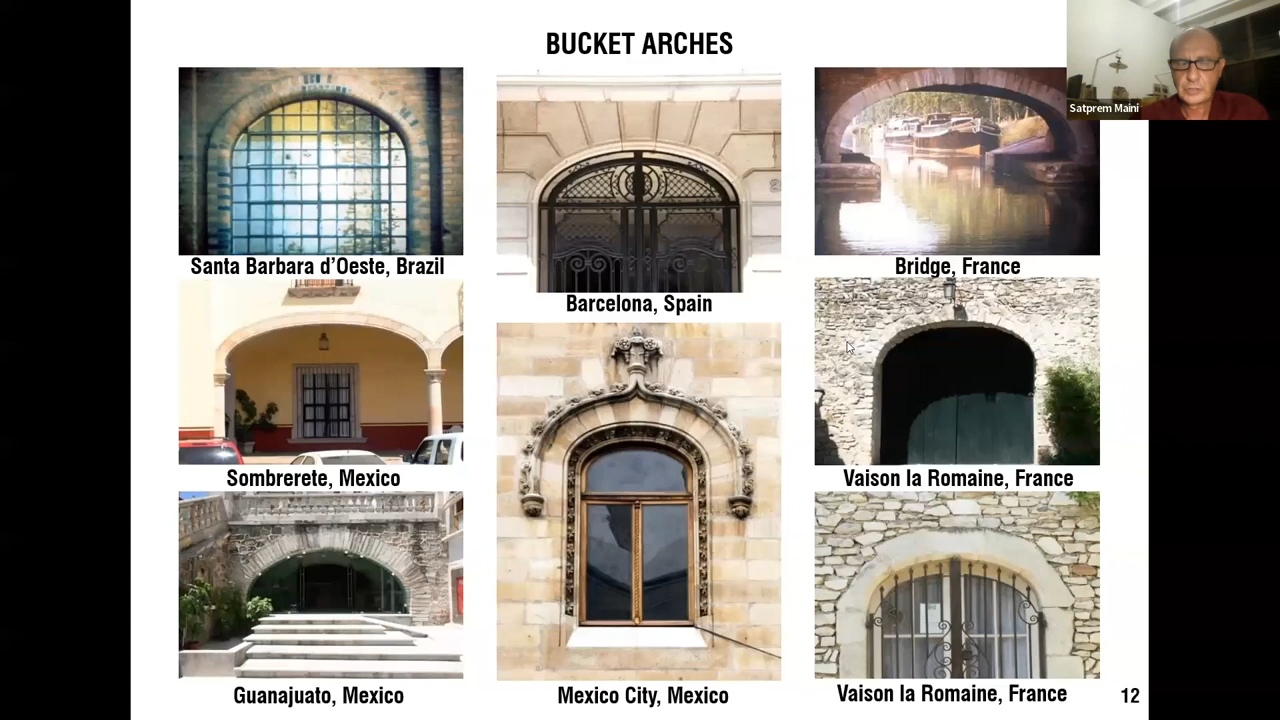 BUCKET ARCHES
Satprem Maini
Santa Barbara d'Oeste, Brazil
Barcelona, Spain
Bridge, France
Sombrerete, Mexico
Vaison la Romaine, France
Guanajuato, Mexico
Mexico City, Mexico
Vaison la Romaine, France
12